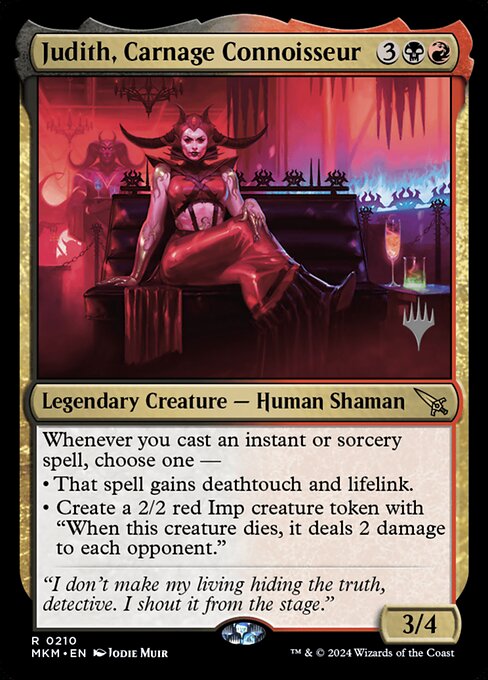 Judith, Carnage Connoisseur 3
Legendary Creature — Human Shaman
Whenever you cast an instant or sorcery
spell, choose one —
• That spell gains deathtouch and lifelink.
• Create a 2/2 red Imp creature token with
“When this creature dies, it deals 2 damage
to each opponent.”
“I don’t make my living hiding the truth,
detective. I shout it from the stage.”
3/4
R 0210
MKM • EN Jodie Muir
™ & © 2024 Wizards of the Coast